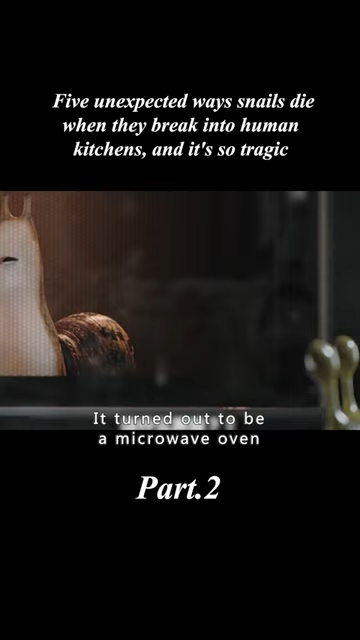 Five unexpected ways snails die
when they break into human
kitchens, and it's so tragic
It turned out to be
a microwave oven
Part.2